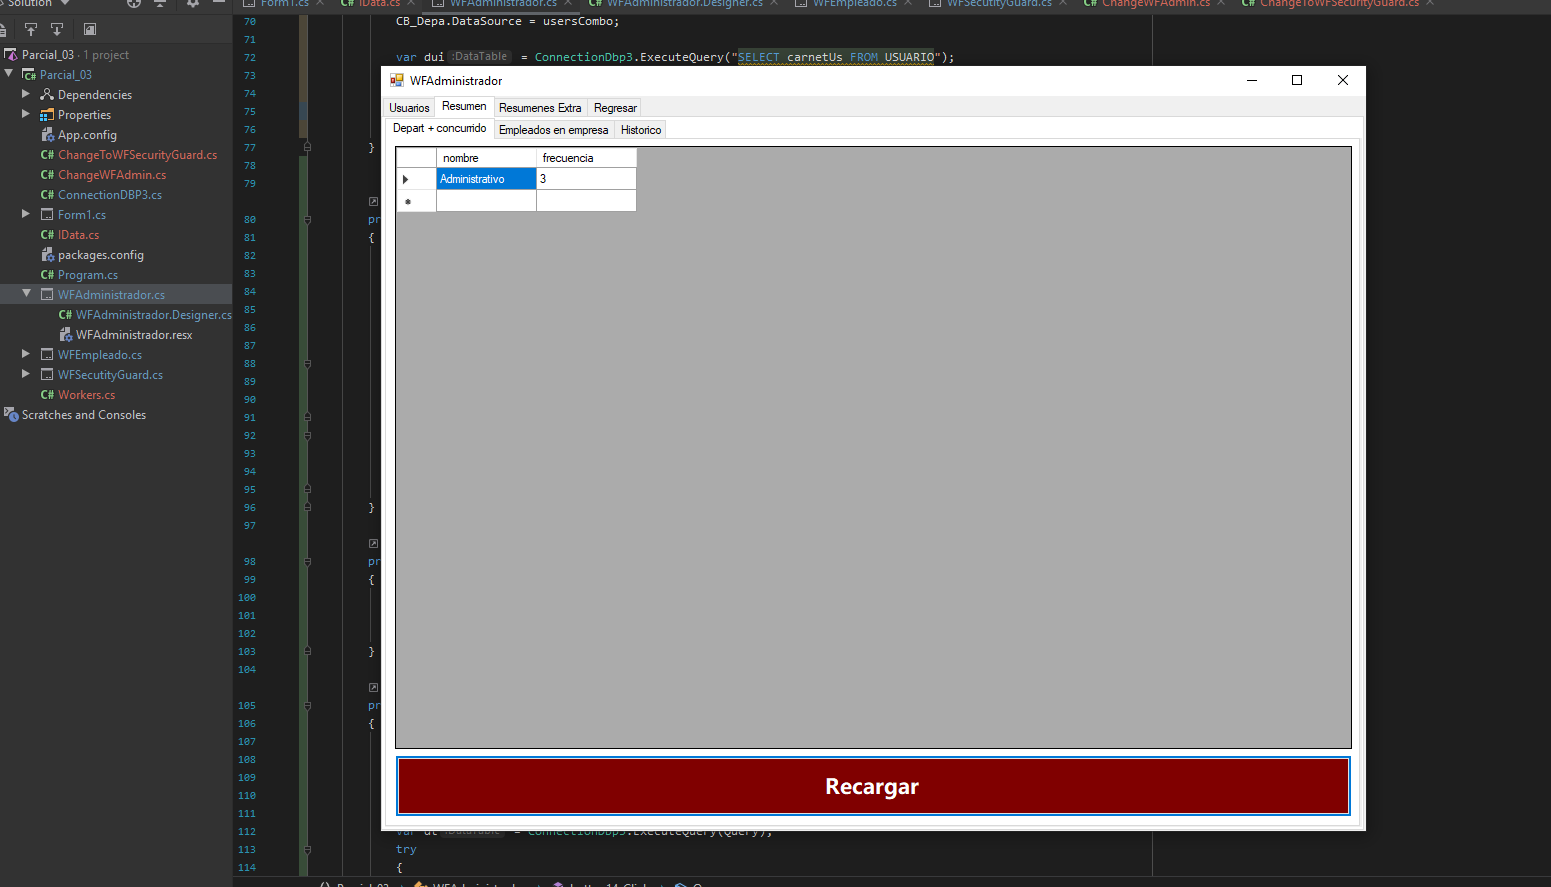 Solution
Form1.cs
IData.cs
WFAdministrador.cs
WFAdministrador.Designer.cs
WFEmpleado.cs
WFSecutityGuard.cs
ChangeWFAdmin.cs
ChangeToWFSecurityGuard.cs
Parcial_03 · 1 project
Parcial_03
Dependencies
Properties
App.config
C# ChangeToWFSecurityGuard.cs
C# ChangeWFAdmin.cs
C# ConnectionDBP3.cs
Form1.cs
C# IData.cs
packages.config
C# Program.cs
WFAdministrador.cs
C# WFAdministrador.Designer.cs
WFAdministrador.resx
WFEmpleado.cs
WFSecutityGuard.cs
C# Workers.cs
Scratches and Consoles
70 CB_Depa.DataSource = usersCombo;
71
72 var dui :DataTable = ConnectionDbp3.ExecuteQuery("SELECT carnetUs FROM USUARIO");
73
74
75
76
77 }
78
79
80 pr
81 {
82
83
84
85
86
87
88
89
90
91
92
93
94
95
96 }
97
98 pr
99 {
100
101
102
103 }
104
105 pr
106 {
107
108
109
110
111
112 var dt :DataTable = ConnectionDbp3.ExecuteQuery(Query);
113 try
114 {
WFAdministrador
Usuarios Resumen Resumenes Extra Regresar
Depart + concurrido Empleados en empresa Historico
nombre frecuencia
Administrativo 3
Recargar